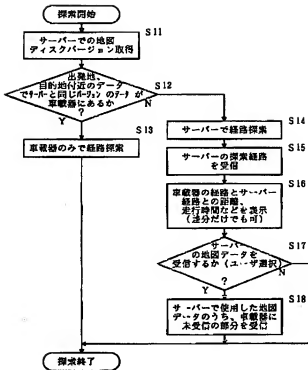 探索開始
S11
サーバーでの地図
ディスクバージョン取得
出発地、
目的地付近のデータ
でサーバーと同じバージョンのデータが
車載器にあるか
?
S12
N
Y
S13
車載器のみで経路探索
S14
サーバーで経路探索
S15
サーバーの探索経路
を受信
S16
車載器の経路とサーバー
経路との距離、
走行時間などを表示
(差分だけでも可)
サーバー
の地図データを
受信するか(ユーザ選択)
?
S17
N
Y
S18
サーバーで使用した地図
データのうち、車載器に
未受信の部分を受信
探索終了